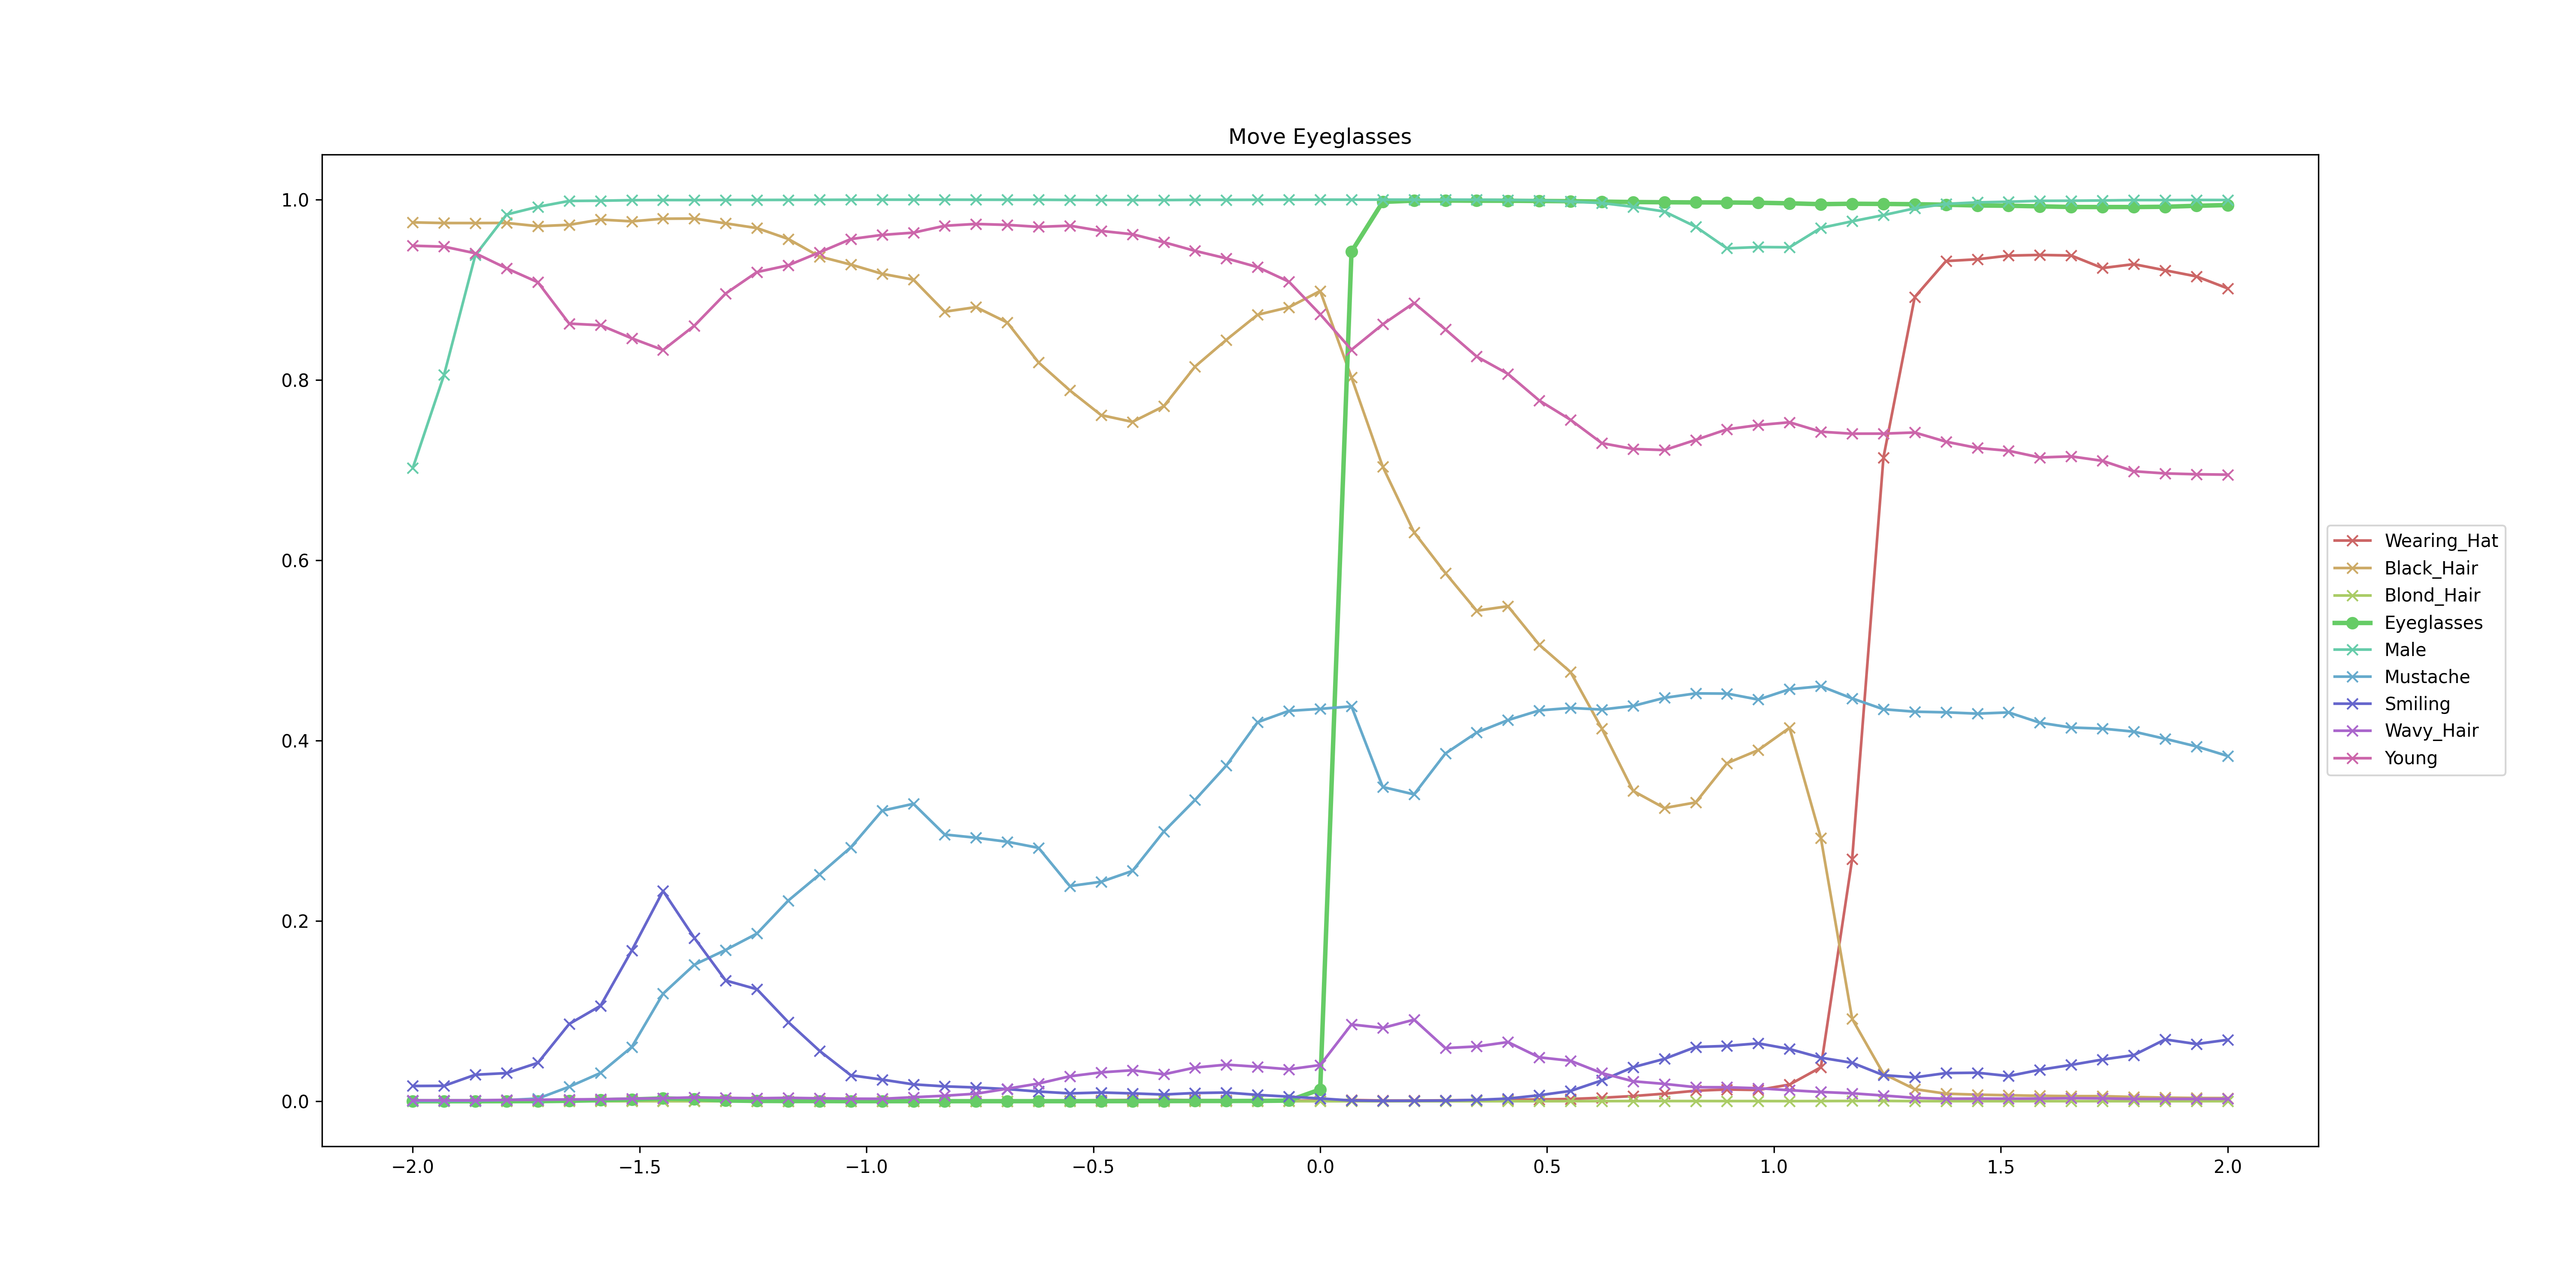 Move Eyeglasses
1.0
0.8
0.6
0.4
0.2
0.0
−2.0 −1.5 −1.0 −0.5 0.0 0.5 1.0 1.5 2.0
Wearing_Hat
Black_Hair
Blond_Hair
Eyeglasses
Male
Mustache
Smiling
Wavy_Hair
Young